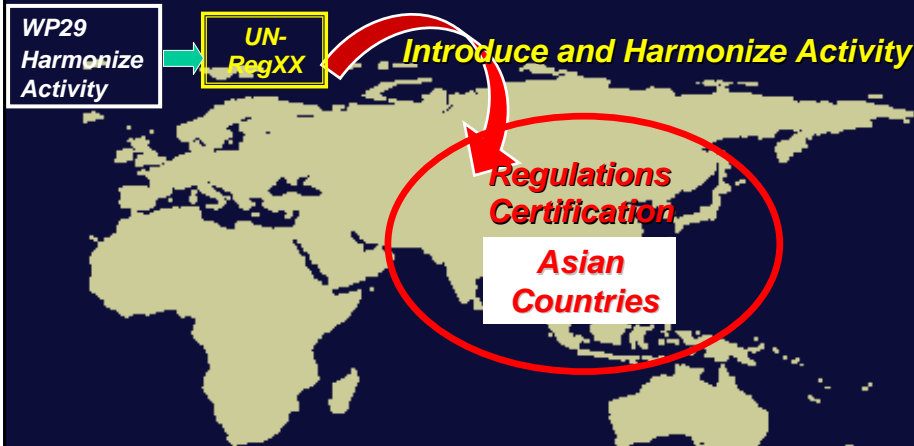 WP29
Harmonize
Activity
UN-
RegXX
Introduce and Harmonize Activity
Regulations
Certification
Asian
Countries